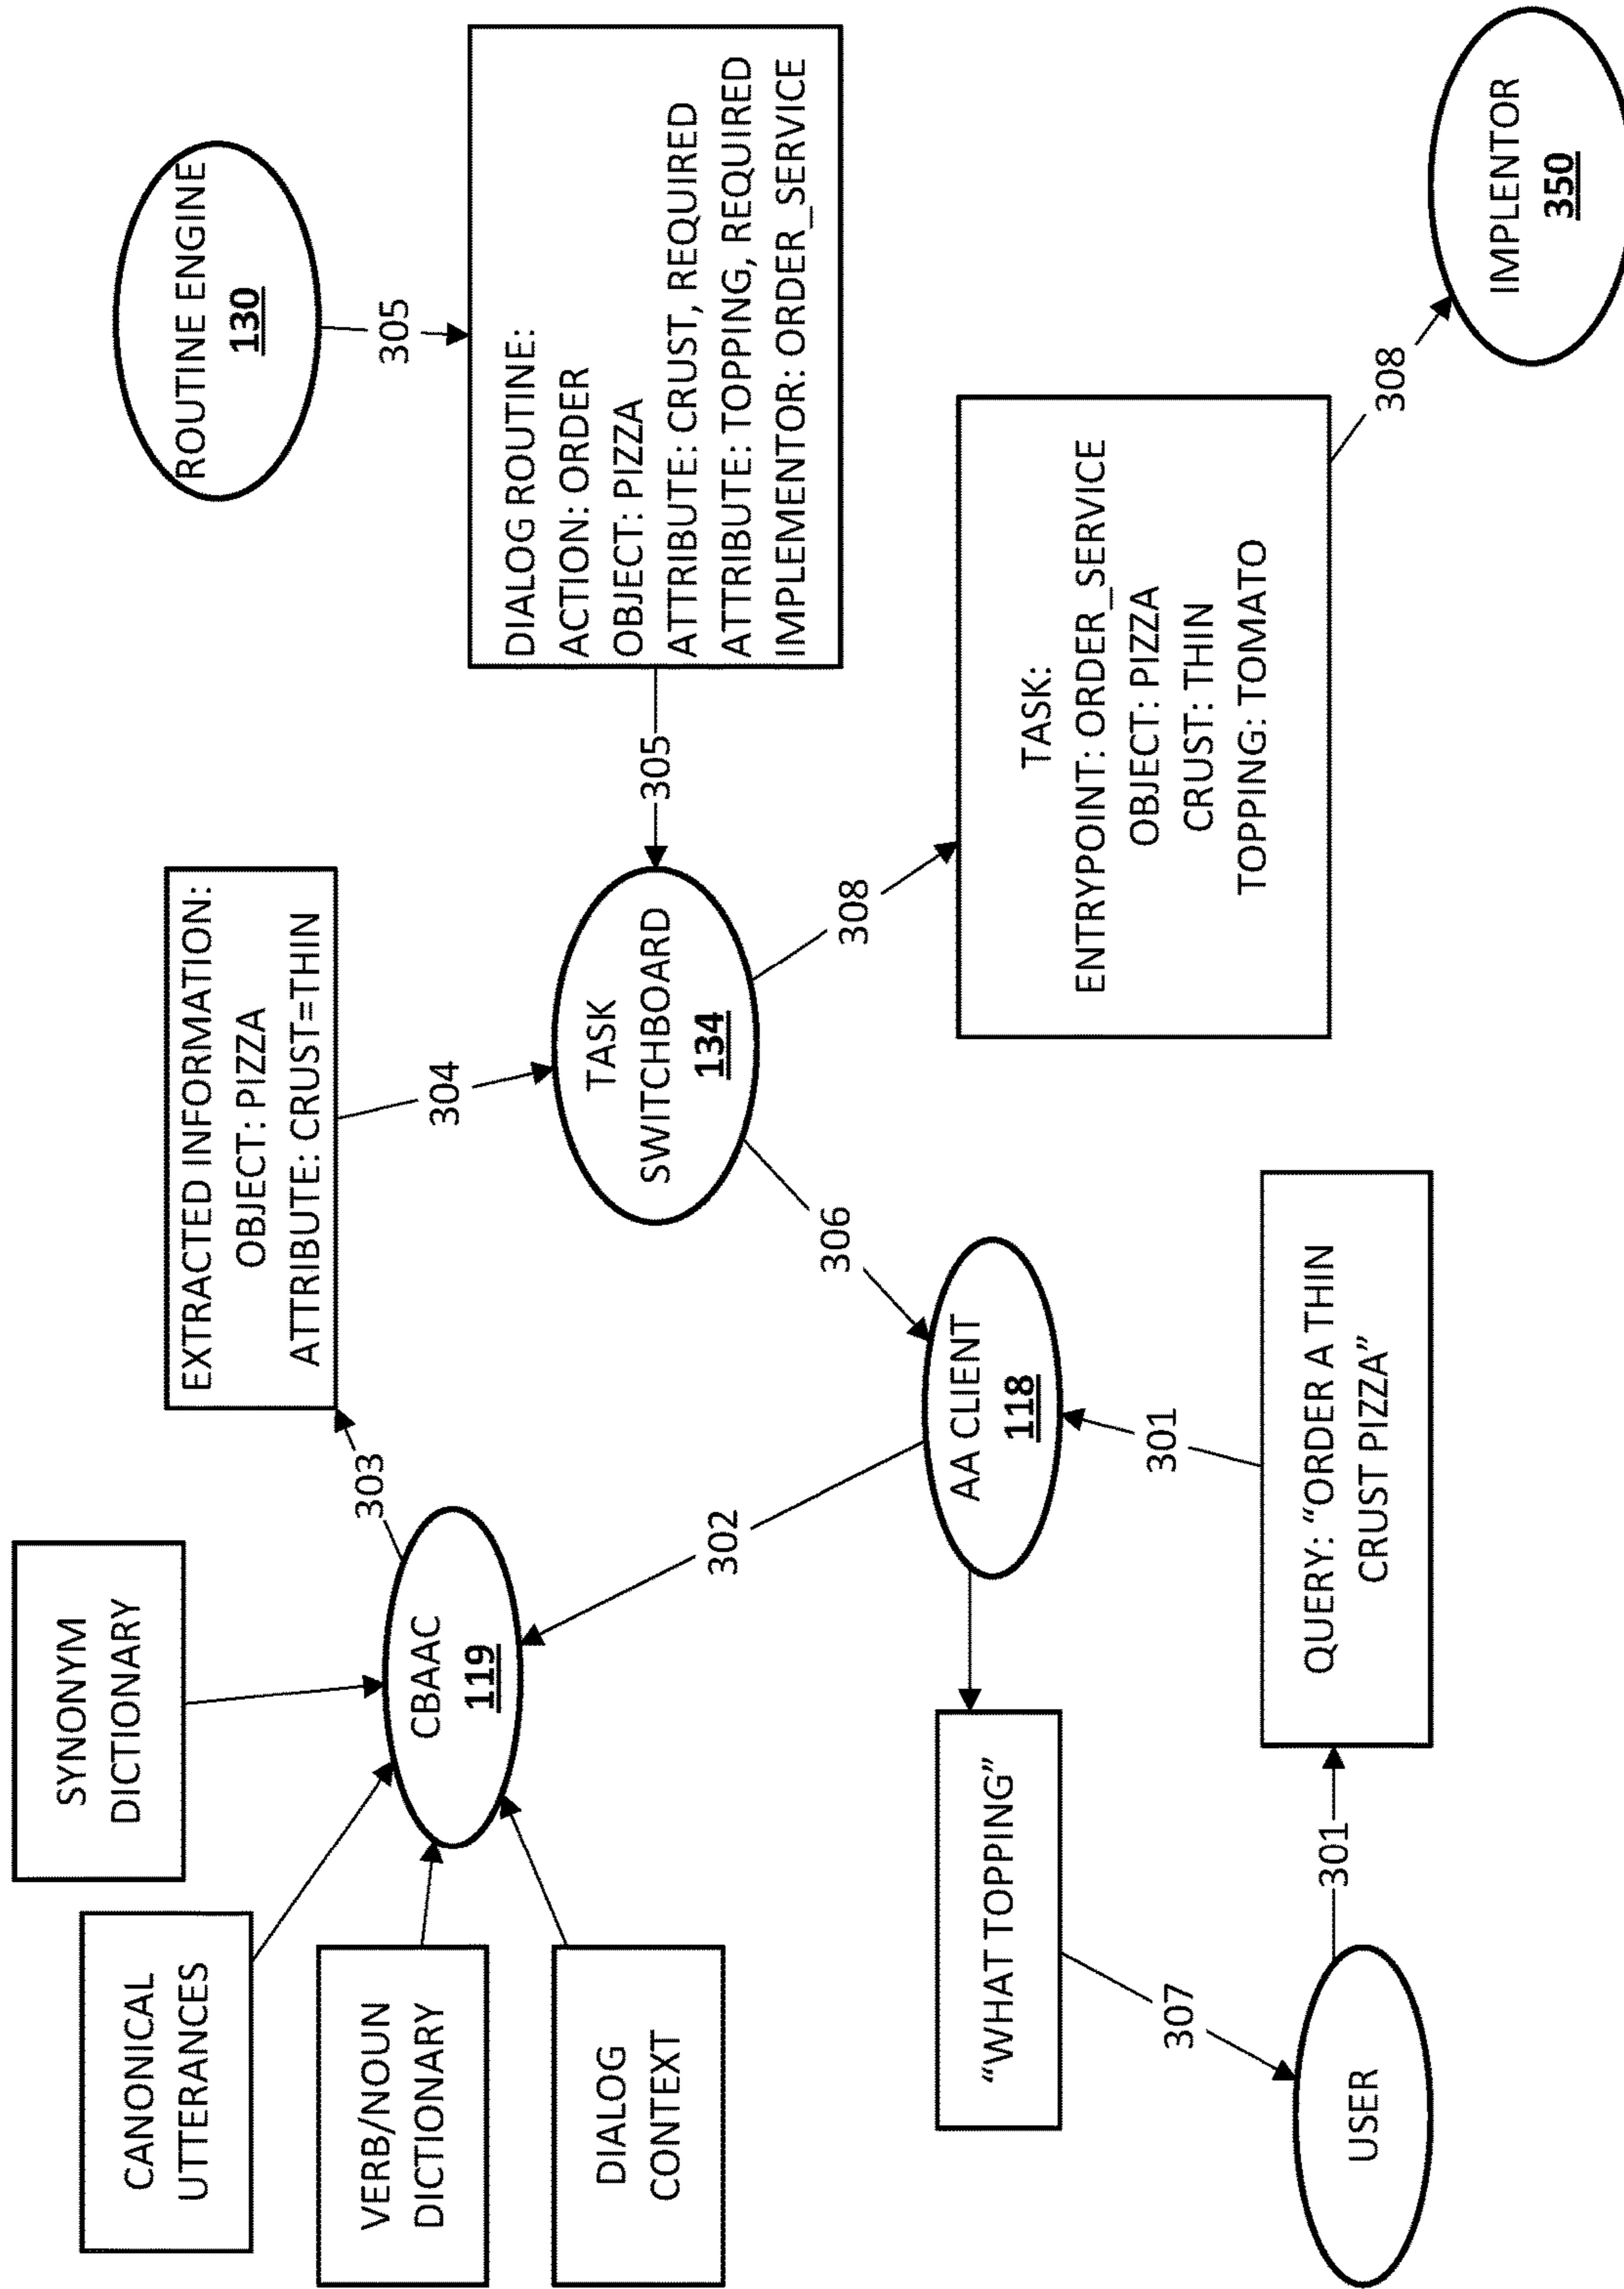 SYNONYM
DICTIONARY
CANONICAL
UTTERANCES
VERB/NOUN
DICTIONARY
DIALOG
CONTEXT
CBAAC
119
303
EXTRACTED INFORMATION:
OBJECT: PIZZA
ATTRIBUTE: CRUST=THIN
304
TASK
SWITCHBOARD
134
ROUTINE ENGINE
130
305
DIALOG ROUTINE:
ACTION: ORDER
OBJECT: PIZZA
ATTRIBUTE: CRUST, REQUIRED
ATTRIBUTE: TOPPING, REQUIRED
IMPLEMENTOR: ORDER_SERVICE
305
302
306
308
AA CLIENT
118
"WHAT TOPPING"
307
USER
301
QUERY: “ORDER A THIN
CRUST PIZZA”
301
TASK:
ENTRYPOINT: ORDER_SERVICE
OBJECT: PIZZA
CRUST: THIN
TOPPING: TOMATO
308
IMPLENTOR
350